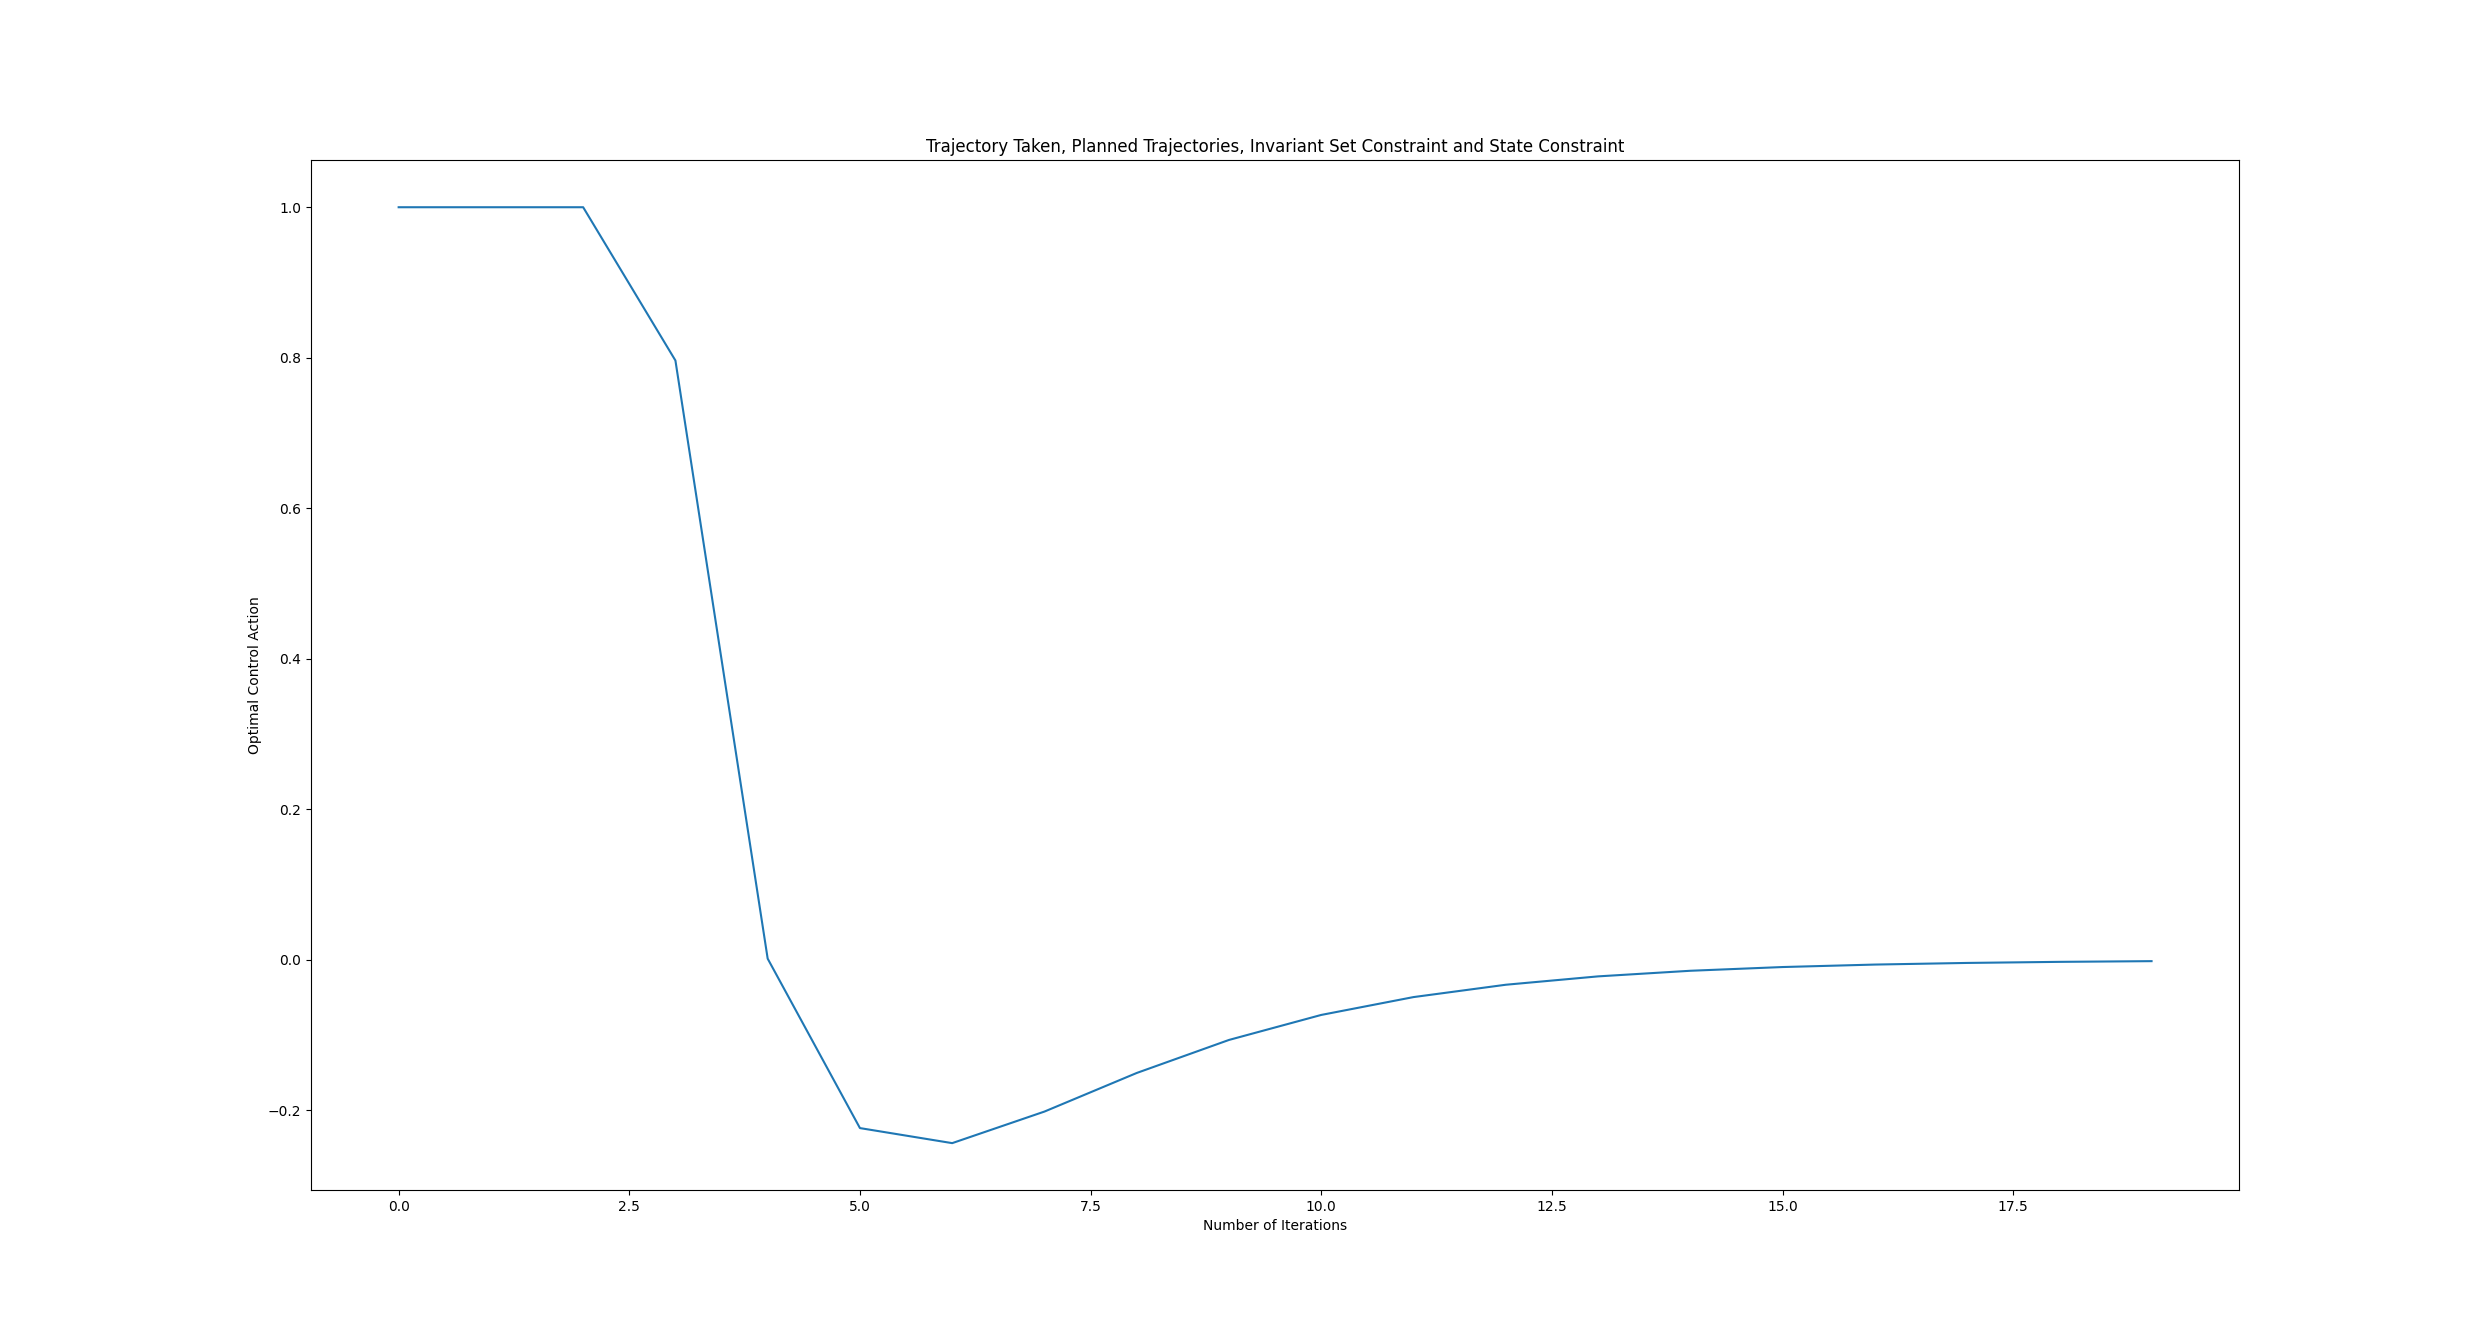 Trajectory Taken, Planned Trajectories, Invariant Set Constraint and State Constraint
Optimal Control Action
1.0
0.8
0.6
0.4
0.2
0.0
−0.2
0.0 2.5 5.0 7.5 10.0 12.5 15.0 17.5
Number of Iterations